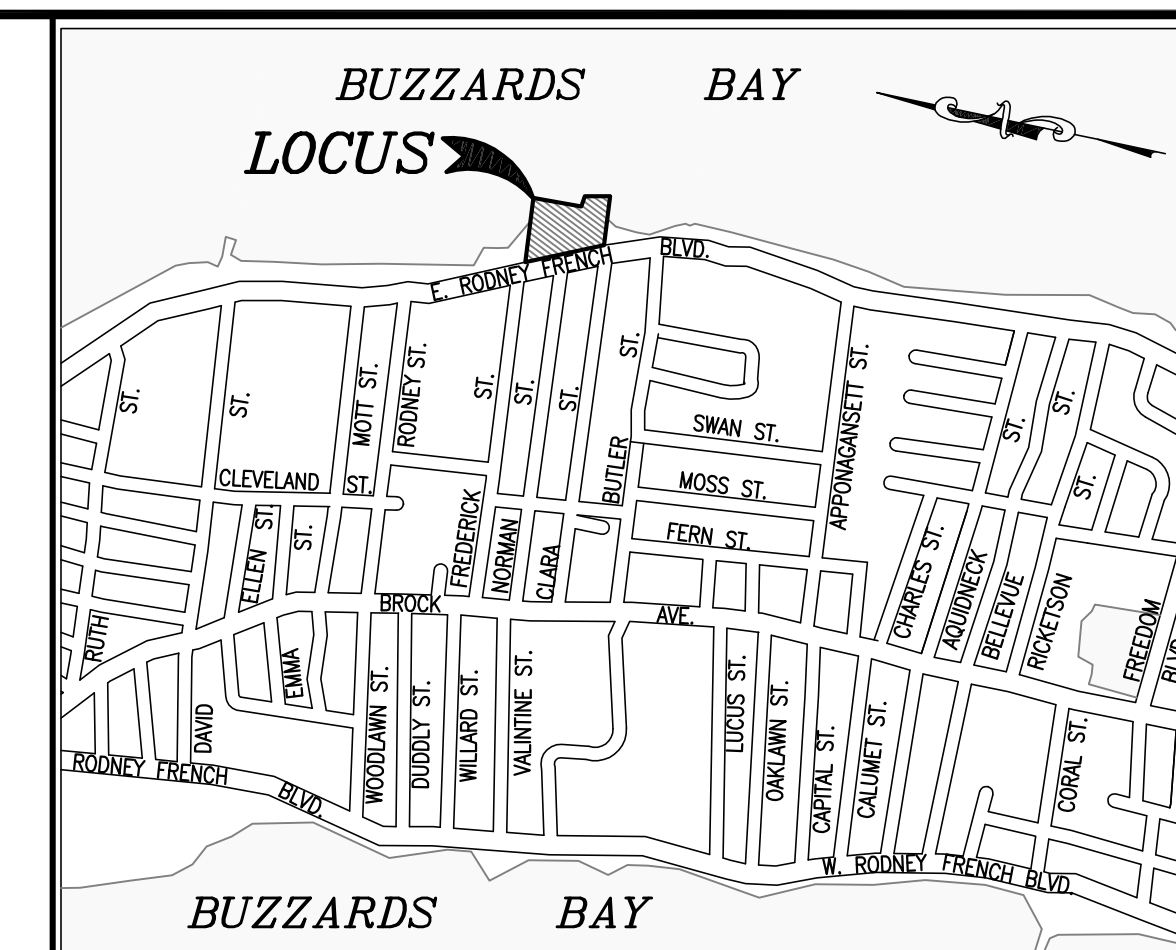 BUZZARDS BAY
LOCUS
N
E. RODNEY FRENCH BLVD.
ST.
ST.
MOTT ST.
RODNEY ST.
ST.
ST.
ST.
BUTLER ST.
SWAN ST.
MOSS ST.
FERN ST.
APPONAGANSETT ST.
ST.
ST.
ST.
CLEVELAND ST.
ELLEN ST.
ST.
FREDERICK
NORMAN
CLARA
CHARLES ST.
AQUIDNECK
BELLEVUE
RICKETSON
FREEDOM
BLVD
BROCK AVE.
RUTH
DAVID
EMMA
WOODLAWN ST.
DUDDLY ST.
WILLARD ST.
VALINTINE ST.
LUCUS ST.
OAKLAWN ST.
CAPITAL ST.
CALUMET ST.
CORAL ST.
RODNEY FRENCH BLVD.
W. RODNEY FRENCH BLVD.
BUZZARDS BAY